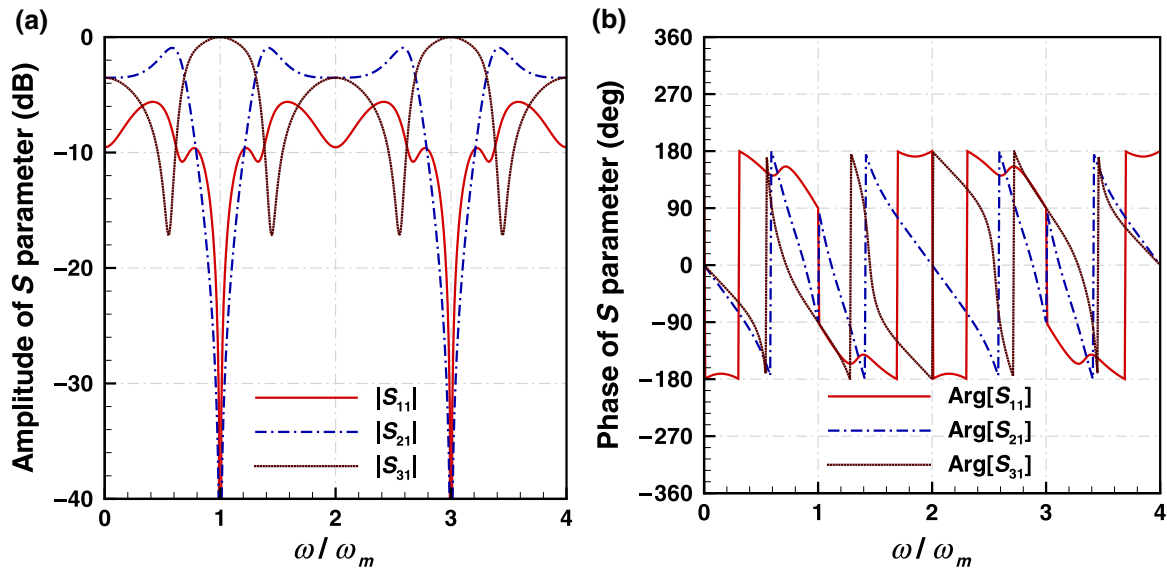 (a)
Amplitude of S parameter (dB)
0
−10
−20
−30
−40
|S11|
|S21|
|S31|
0 1 2 3 4
ω / ωm
(b)
Phase of S parameter (deg)
360
270
180
90
0
−90
−180
−270
−360
Arg[S11]
Arg[S21]
Arg[S31]
0 1 2 3 4
ω / ωm